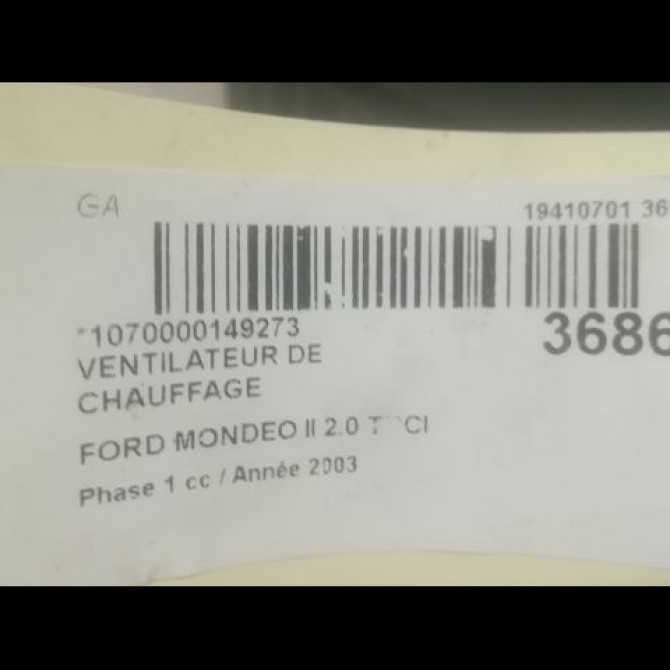 GA
19410701 36
*1070000149273
3686
VENTILATEUR DE
CHAUFFAGE
FORD MONDEO II 2.0
Phase 1 cc / Année 2003